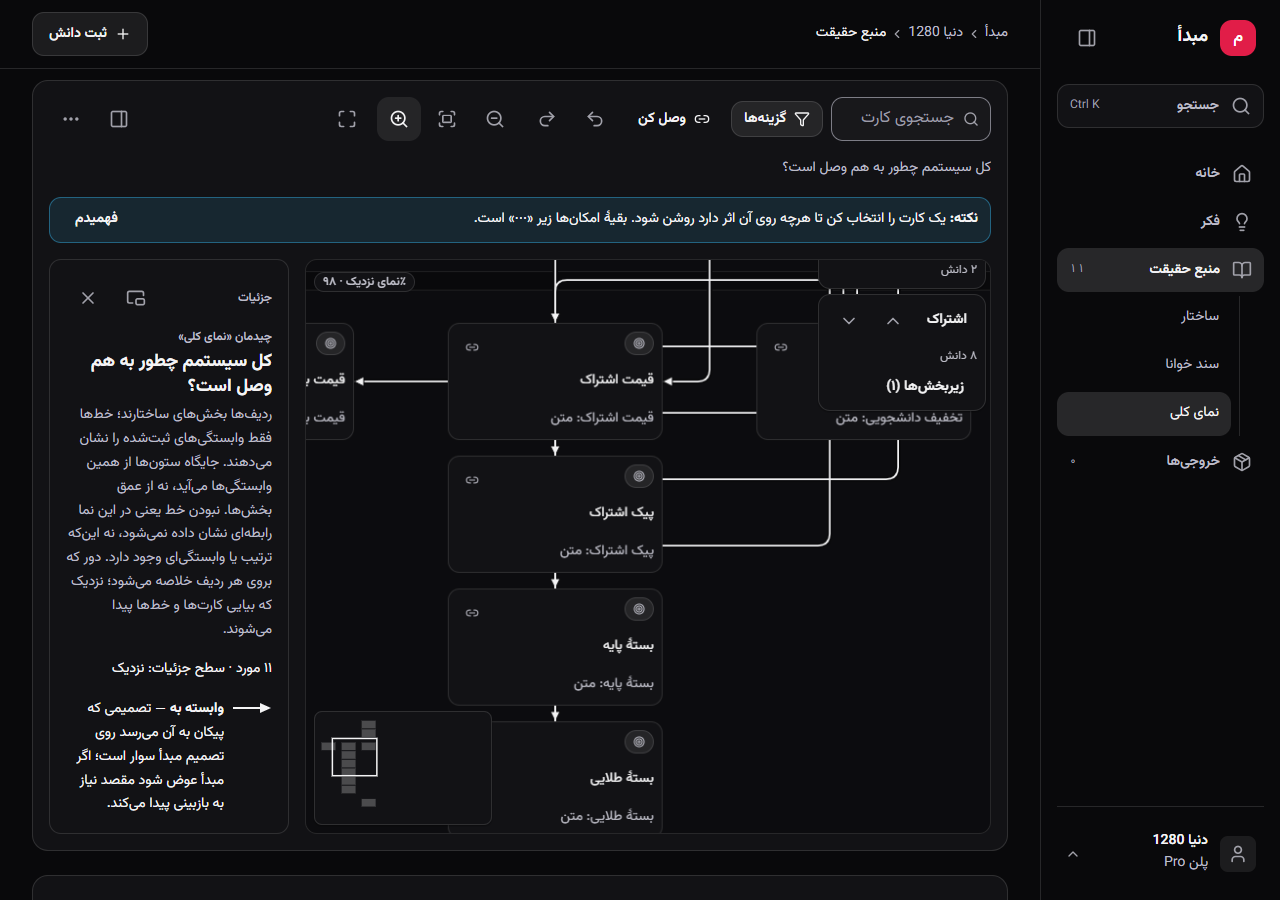 م
مبدأ
جستجو
Ctrl K
خانه
فکر
منبع حقیقت
۱۱
ساختار
سند خوانا
نمای کلی
خروجی‌ها
۰
دنیا 1280
پلن Pro
مبدأ › دنیا 1280 › منبع حقیقت
ثبت دانش +
جستجوی کارت
گزینه‌ها
وصل کن
کل سیستمم چطور به هم وصل است؟
نکته: یک کارت را انتخاب کن تا هرچه روی آن اثر دارد روشن شود. بقیهٔ امکان‌ها زیر «⋯» است.
فهمیدم
۲ دانش
٪نمای نزدیک · ۹۸
اشتراک
۸ دانش
زیربخش‌ها (۱)
تخفیف دانشجویی: متن
قیمت اشتراک
قیمت اشتراک: متن
قیمت
قیمت
پیک اشتراک
پیک اشتراک: متن
بستهٔ پایه
بستهٔ پایه: متن
بستهٔ طلایی
بستهٔ طلایی: متن
جزئیات
چیدمان «نمای کلی»
کل سیستمم چطور به هم
وصل است؟
ردیف‌ها بخش‌های ساختارند؛ خط‌ها
فقط وابستگی‌های ثبت‌شده را نشان
می‌دهند. جایگاه ستون‌ها از همین
وابستگی‌ها می‌آید، نه از عمق
بخش‌ها. نبودن خط یعنی در این نما
رابطه‌ای نشان داده نمی‌شود، نه این‌که
ترتیب یا وابستگی‌ای وجود دارد. دور که
بروی هر ردیف خلاصه می‌شود؛ نزدیک
که بیایی کارت‌ها و خط‌ها پیدا
می‌شوند.
۱۱ مورد · سطح جزئیات: نزدیک
وابسته به — تصمیمی که
پیکان به آن می‌رسد روی
تصمیم مبدأ سوار است؛ اگر
مبدأ عوض شود مقصد نیاز
به بازبینی پیدا می‌کند.